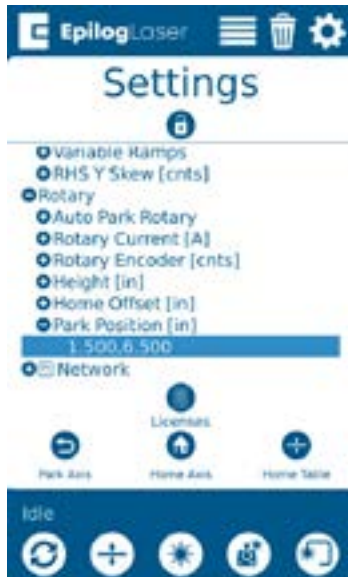 EpilogLaser
Settings
Variable Ramps
RHS Y Skew [cnts]
Rotary
Auto Park Rotary
Rotary Current [A]
Rotary Encoder [cnts]
Height [in]
Home Offset [in]
Park Position [in]
1.500,6.500
Network
Licenses
Park Axis Home Axis Home Table
Idle